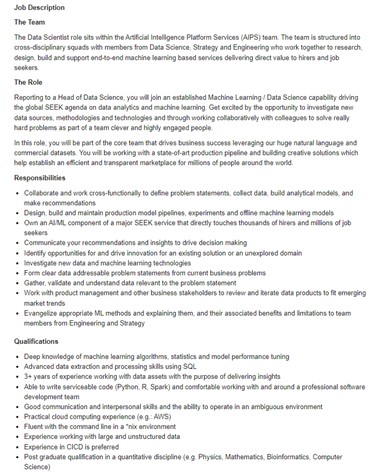 Job Description
The Team
The Data Scientist role sits within the Artificial Intelligence Platform Services (AIPS) team. The team is structured into
cross-disciplinary squads with members from Data Science, Strategy and Engineering who work together to research,
design, build and support end-to-end machine learning based services delivering direct value to hirers and job
seekers.
The Role
Reporting to a Head of Data Science, you will join an established Machine Learning / Data Science capability driving
the global SEEK agenda on data analytics and machine learning. Get excited by the opportunity to investigate new
data sources, methodologies and technologies and through working collaboratively with colleagues to solve really
hard problems as part of a team clever and highly engaged people.
In this role, you will be part of the core team that drives business success leveraging our huge natural language and
commercial datasets. You will be working with a state-of-art production pipeline and building creative solutions which
help establish an efficient and transparent marketplace for millions of people around the world.
Responsibilities
• Collaborate and work cross-functionally to define problem statements, collect data, build analytical models, and
make recommendations
• Design, build and maintain production model pipelines, experiments and offline machine learning models
• Own an AI/ML component of a major SEEK service that directly touches thousands of hirers and millions of job
seekers
• Communicate your recommendations and insights to drive decision making
• Identify opportunities for and drive innovation for an existing solution or an unexplored domain
• Investigate new data and machine learning technologies
• Form clear data addressable problem statements from current business problems
• Gather, validate and understand data relevant to the problem statement
• Work with product management and other business stakeholders to review and iterate data products to fit emerging
market trends
• Evangelize appropriate ML methods and explaining them, and their associated benefits and limitations to team
members from Engineering and Strategy
Qualifications
• Deep knowledge of machine learning algorithms, statistics and model performance tuning
• Advanced data extraction and processing skills using SQL
• 3+ years of experience working with data assets with the purpose of delivering insights
• Able to write serviceable code (Python, R, Spark) and comfortable working with and around a professional software
development team
• Good communication and interpersonal skills and the ability to operate in an ambiguous environment
• Practical cloud computing experience (e.g.: AWS)
• Fluent with the command line in a *nix environment
• Experience working with large and unstructured data
• Experience in CICD is preferred
• Post graduate qualification in a quantitative discipline (e.g. Physics, Mathematics, Bioinformatics, Computer
Science)